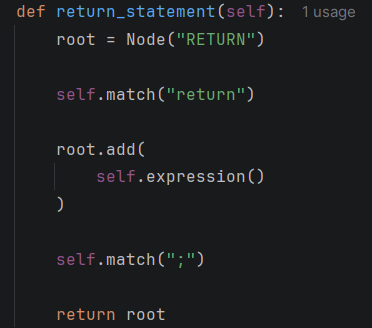 def return_statement(self): 1 usage
root = Node("RETURN")
self.match("return")
root.add(
self.expression()
)
self.match(";")
return root